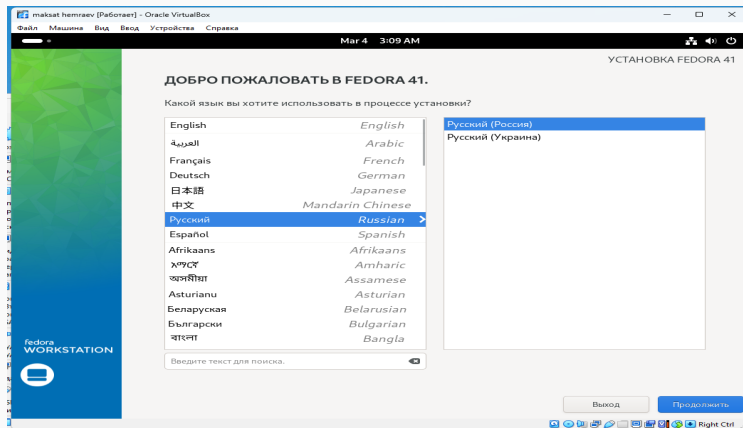 maksat hemraev [Работает] - Oracle VirtualBox
Файл Машина Вид Ввод Устройства Справка
Mar 4 3:09 AM
УСТАНОВКА FEDORA 41
ДОБРО ПОЖАЛОВАТЬ В FEDORA 41.
Какой язык вы хотите использовать в процессе установки?
English English
العربية Arabic
Français French
Deutsch German
日本語 Japanese
中文 Mandarin Chinese
Русский Russian
Español Spanish
Afrikaans Afrikaans
አማርኛ Amharic
অসমীয়া Assamese
Asturianu Asturian
Беларуская Belarusian
Български Bulgarian
বাংলা Bangla
Введите текст для поиска.
Русский (Россия)
Русский (Украина)
fedora
WORKSTATION
Выход Продолжить
Right Ctrl